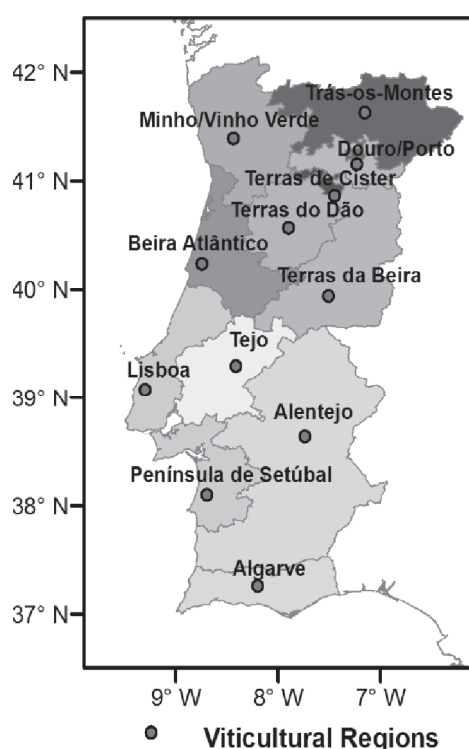 42° N
Trás-os-Montes
Minho/Vinho Verde
Douro/Porto
41° N
Terras de Cister
Terras do Dão
Beira Atlântico
Terras da Beira
40° N
Tejo
Lisboa
39° N
Alentejo
Península de Setúbal
38° N
Algarve
37° N
9° W 8° W 7° W
Viticultural Regions